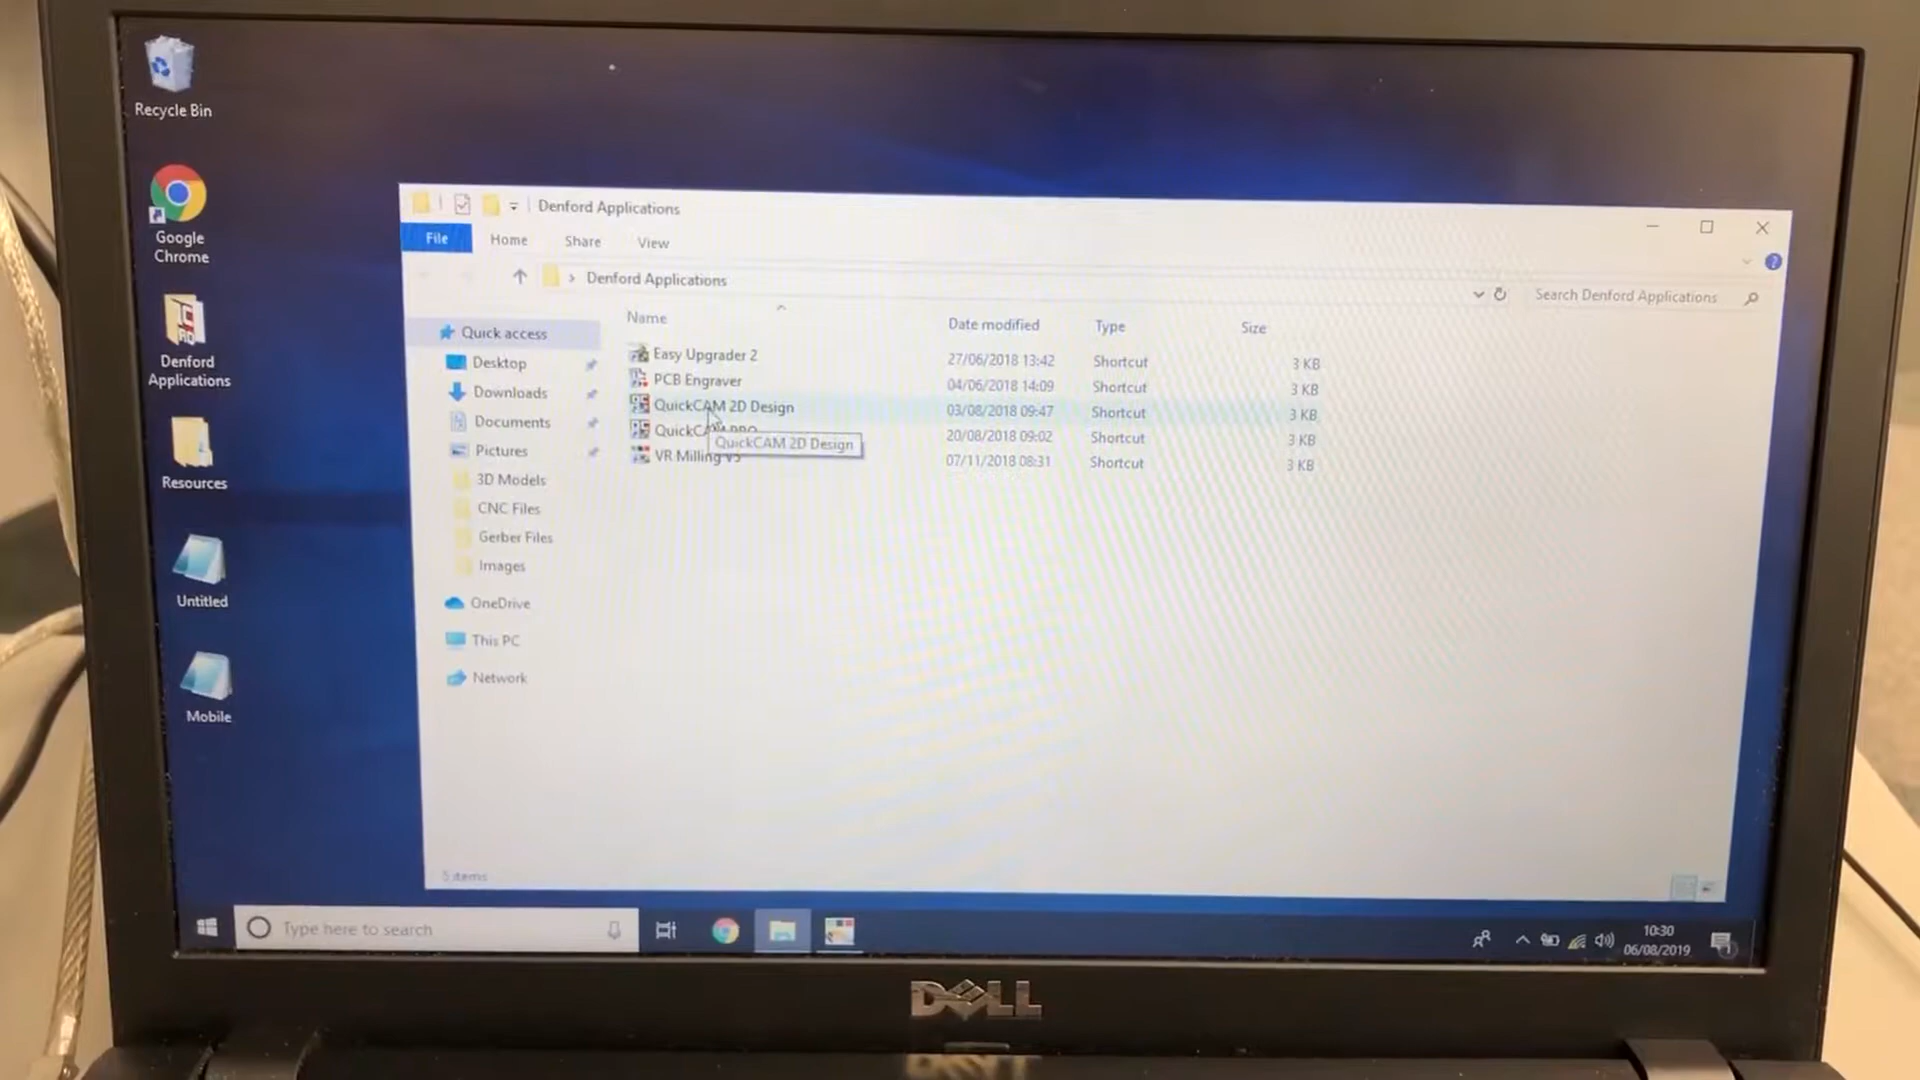 Recycle Bin
Google
Chrome
Denford
Applications
Resources
Untitled
Mobile
Denford Applications
File Home Share View
Denford Applications
Search Denford Applications
Name Date modified Type Size
Easy Upgrader 2 27/06/2018 13:42 Shortcut 3 KB
PCB Engraver 04/06/2018 14:09 Shortcut 3 KB
QuickCAM 2D Design 03/08/2018 09:47 Shortcut 3 KB
QuickCAM PRO 20/08/2018 09:02 Shortcut 3 KB
QuickCAM 2D Design
VR Milling V5 07/11/2018 08:31 Shortcut 3 KB
Quick access
Desktop
Downloads
Documents
Pictures
3D Models
CNC Files
Gerber Files
Images
OneDrive
This PC
Network
5 items
Type here to search
10:30
06/08/2019
DELL